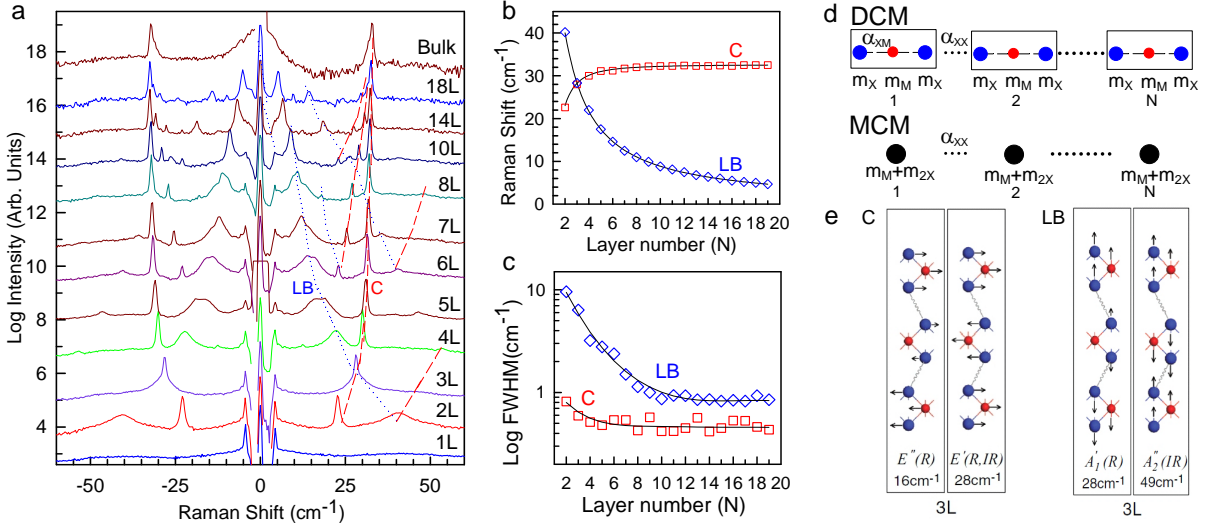 a
Log Intensity (Arb. Units)
18
16
14
12
10
8
6
4
Bulk
18L
14L
10L
8L
7L
6L
5L
4L
3L
2L
1L
LB
C
-50
-25
0
25
50
Raman Shift (cm-1)
b
Raman Shift (cm-1)
40
30
20
10
0
C
LB
2 4 6 8 10 12 14 16 18 20
Layer number (N)
c
Log FWHM(cm-1)
10
1
LB
C
2 4 6 8 10 12 14 16 18 20
Layer number (N)
d
DCM
αXM
αXX
mX mM mX
mX mM mX
mX mM mX
1
2
N
MCM
αXX
mM+m2X
mM+m2X
mM+m2X
1
2
N
e
C
LB
E''(R)
16cm-1
E'(R,IR)
28cm-1
A'1(R)
28cm-1
A''2(IR)
49cm-1
3L
3L